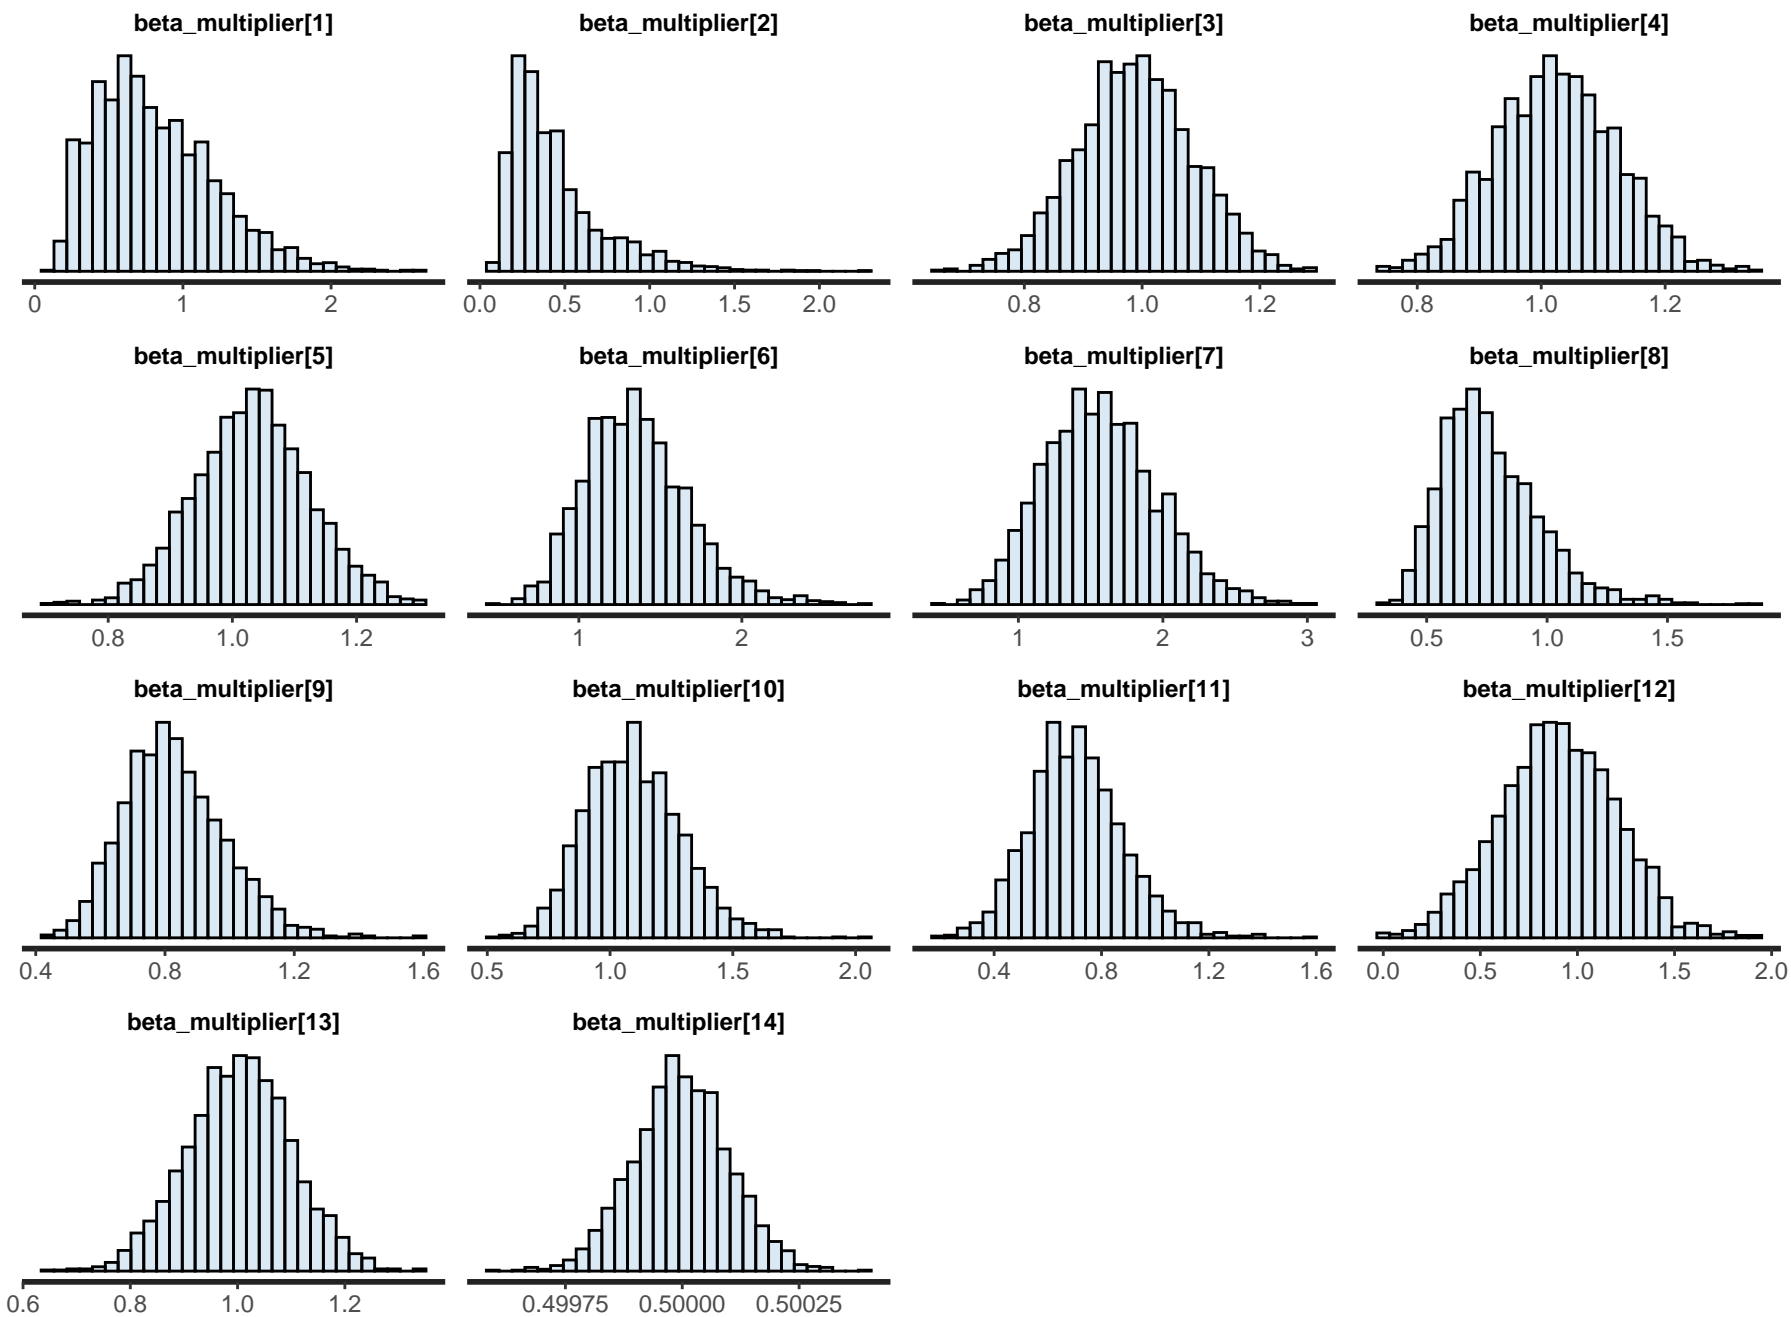 beta_multiplier[1] beta_multiplier[2] beta_multiplier[3] beta_multiplier[4]
0 1 2 0.0 0.5 1.0 1.5 2.0 0.8 1.0 1.2 0.8 1.0 1.2
beta_multiplier[5] beta_multiplier[6] beta_multiplier[7] beta_multiplier[8]
0.8 1.0 1.2 1 2 1 2 3 0.5 1.0 1.5
beta_multiplier[9] beta_multiplier[10] beta_multiplier[11] beta_multiplier[12]
0.4 0.8 1.2 1.6 0.5 1.0 1.5 2.0 0.4 0.8 1.2 1.6 0.0 0.5 1.0 1.5 2.0
beta_multiplier[13] beta_multiplier[14]
0.6 0.8 1.0 1.2 0.49975 0.50000 0.50025